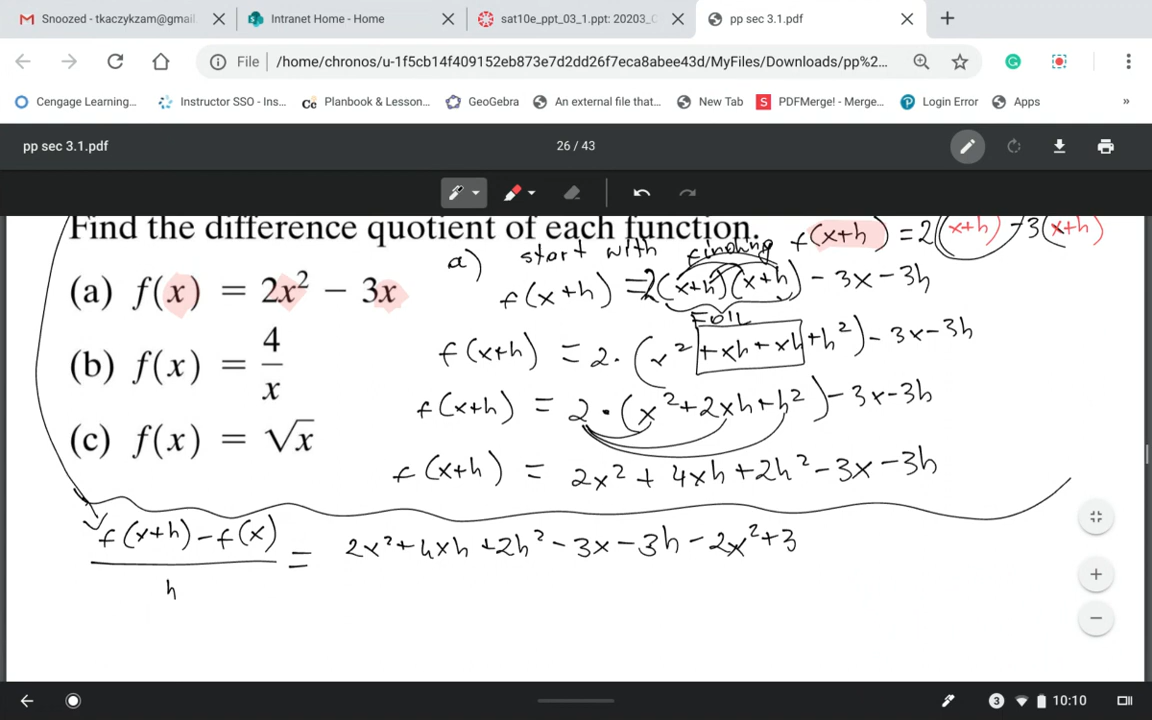 Snoozed - tkaczykzam@gmail. Intranet Home - Home sat10e_ppt_03_1.ppt: 20203_C pp sec 3.1.pdf
File | /home/chronos/u-1f5cb14f409152eb873e7d2dd26f7eca8abee43d/MyFiles/Downloads/pp%2...
Cengage Learning... Instructor SSO - Ins... Planbook & Lesson... GeoGebra An external file that... New Tab PDFMerge! - Merge... Login Error Apps »
pp sec 3.1.pdf 26 / 43
Find the difference quotient of each function.
f(x+h) = 2(x+h) - 3(x+h)
a) start with finding
(a) f(x) = 2x² − 3x
f(x+h) = 2(x+h)(x+h) - 3x - 3h
FOIL
f(x+h) = 2·(x² + xh + xh + h²) - 3x - 3h
(b) f(x) = 4/x
f(x+h) = 2·(x² + 2xh + h²) - 3x - 3h
(c) f(x) = √x
f(x+h) = 2x² + 4xh + 2h² - 3x - 3h
f(x+h) - f(x) = 2x² + 4xh + 2h² - 3x - 3h - 2x² + 3
h
3 10:10